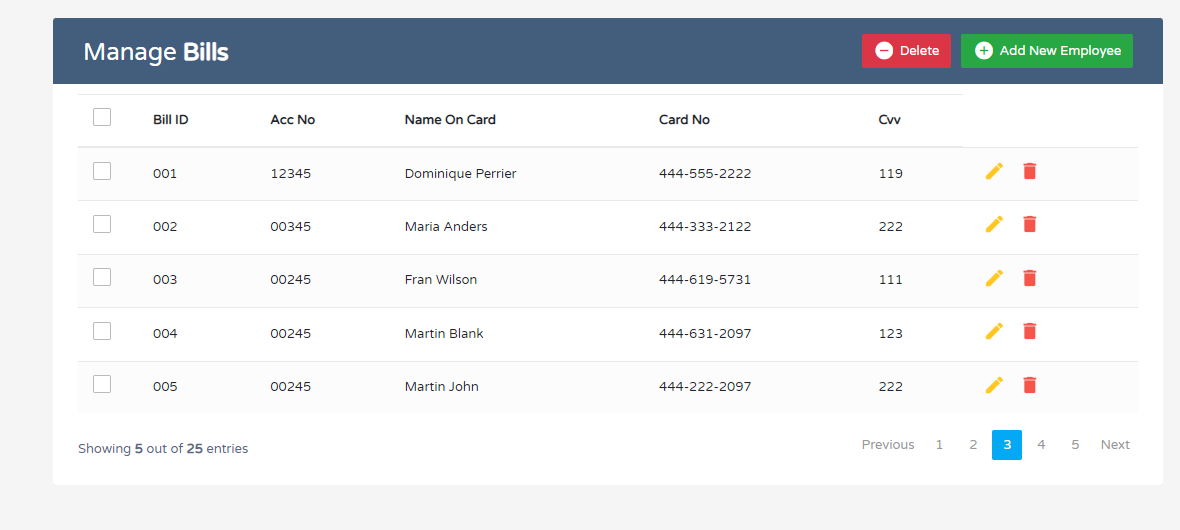 Manage Bills
Delete
Add New Employee
Bill ID Acc No Name On Card Card No Cvv
001 12345 Dominique Perrier 444-555-2222 119
002 00345 Maria Anders 444-333-2122 222
003 00245 Fran Wilson 444-619-5731 111
004 00245 Martin Blank 444-631-2097 123
005 00245 Martin John 444-222-2097 222
Showing 5 out of 25 entries
Previous 1 2 3 4 5 Next